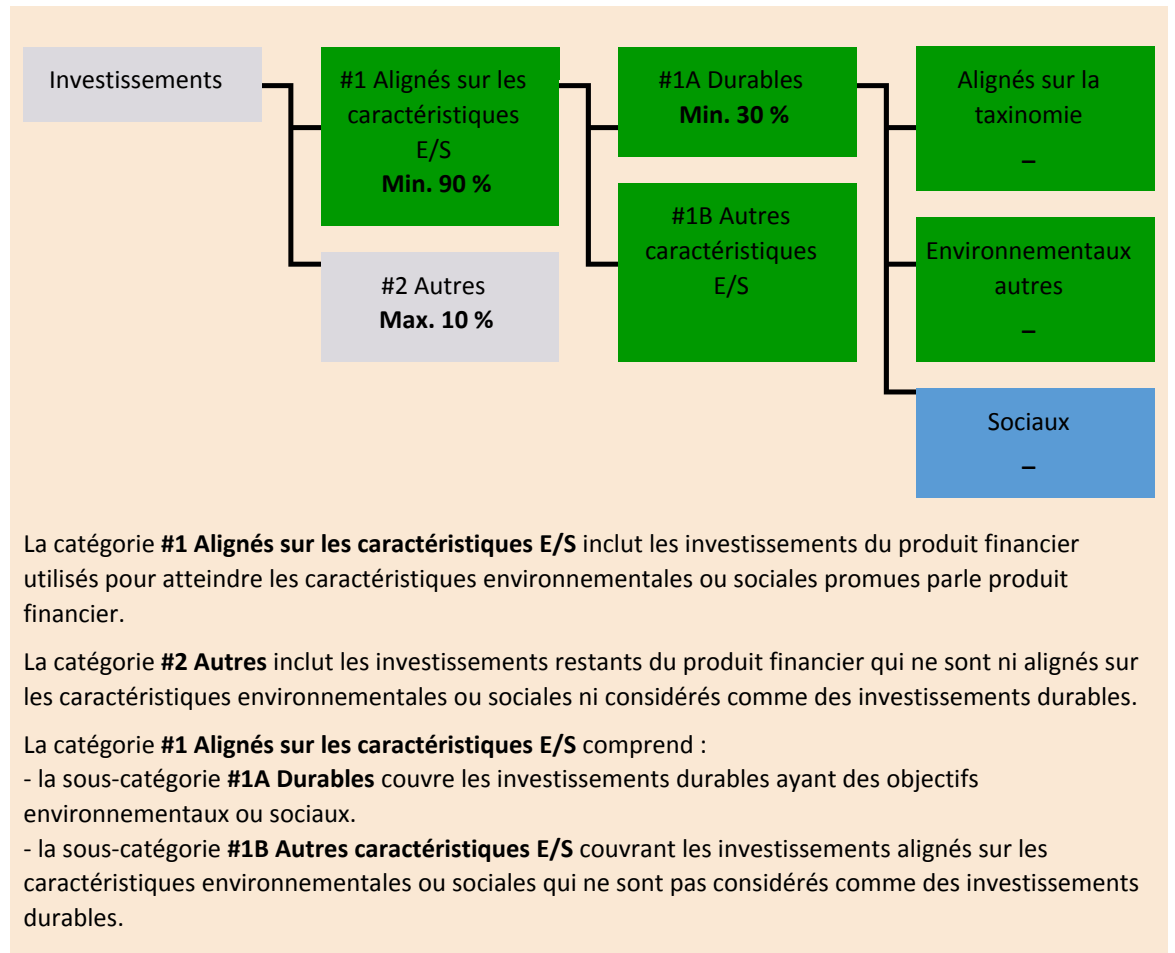 Investissements
#1 Alignés sur les
caractéristiques
E/S
Min. 90 %
#2 Autres
Max. 10 %
#1A Durables
Min. 30 %
#1B Autres
caractéristiques
E/S
Alignés sur la
taxinomie
–
Environnementaux
autres
–
Sociaux
–
La catégorie #1 Alignés sur les caractéristiques E/S inclut les investissements du produit financier
utilisés pour atteindre les caractéristiques environnementales ou sociales promues parle produit
financier.
La catégorie #2 Autres inclut les investissements restants du produit financier qui ne sont ni alignés sur
les caractéristiques environnementales ou sociales ni considérés comme des investissements durables.
La catégorie #1 Alignés sur les caractéristiques E/S comprend :
- la sous-catégorie #1A Durables couvre les investissements durables ayant des objectifs
environnementaux ou sociaux.
- la sous-catégorie #1B Autres caractéristiques E/S couvrant les investissements alignés sur les
caractéristiques environnementales ou sociales qui ne sont pas considérés comme des investissements
durables.